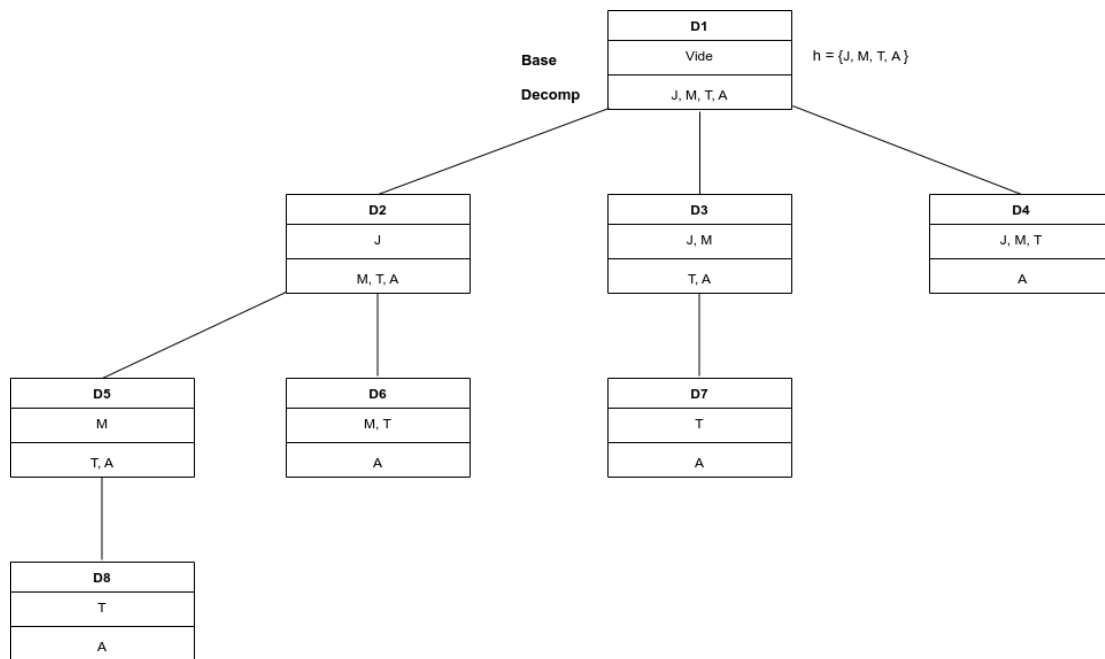 D1
Base
Vide
h = {J, M, T, A }
Decomp
J, M, T, A
D2
J
M, T, A
D3
J, M
T, A
D4
J, M, T
A
D5
M
T, A
D6
M, T
A
D7
T
A
D8
T
A